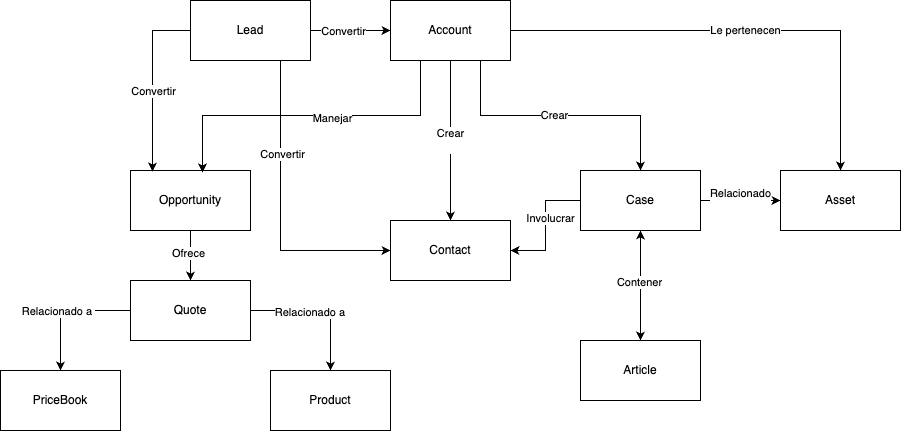 Lead
Convertir
Account
Le pertenecen
Convertir
Manejar
Crear
Crear
Convertir
Opportunity
Case
Relacionado
Asset
Involucrar
Contact
Ofrece
Contener
Quote
Relacionado a
Relacionado a
PriceBook
Product
Article